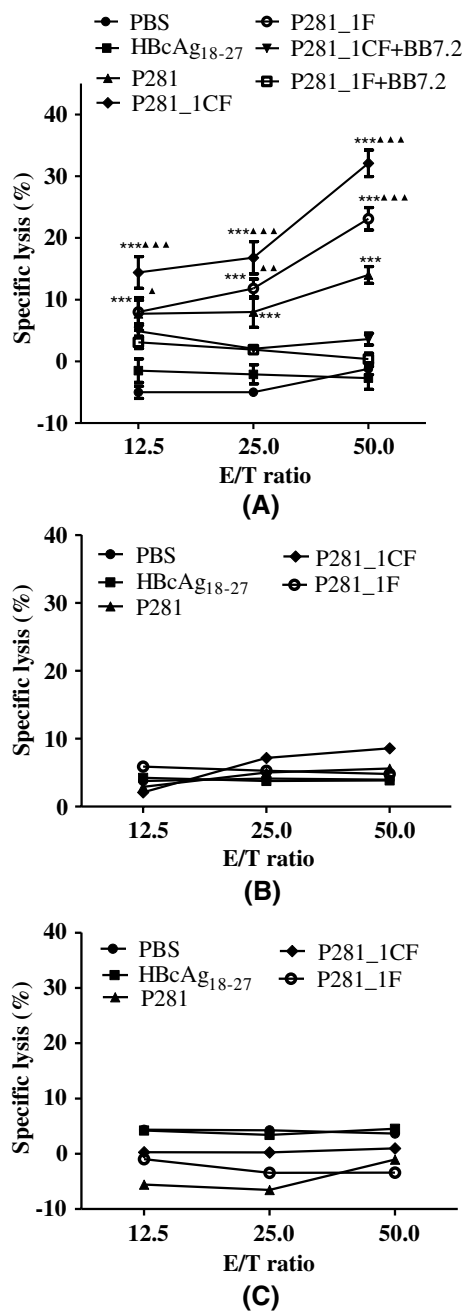 PBS
HBcAg18-27
P281
P281_1CF
P281_1F
P281_1CF+BB7.2
P281_1F+BB7.2
Specific lysis (%)
40
30
20
10
0
-10
***▲▲▲
***▲▲▲
***▲▲▲
***▲▲▲
***▲
***▲▲
***
***
12.5 25.0 50.0
E/T ratio
(A)
PBS
HBcAg18-27
P281
P281_1CF
P281_1F
Specific lysis (%)
40
30
20
10
0
12.5 25.0 50.0
E/T ratio
(B)
PBS
HBcAg18-27
P281
P281_1CF
P281_1F
Specific lysis (%)
40
30
20
10
0
-10
12.5 25.0 50.0
E/T ratio
(C)